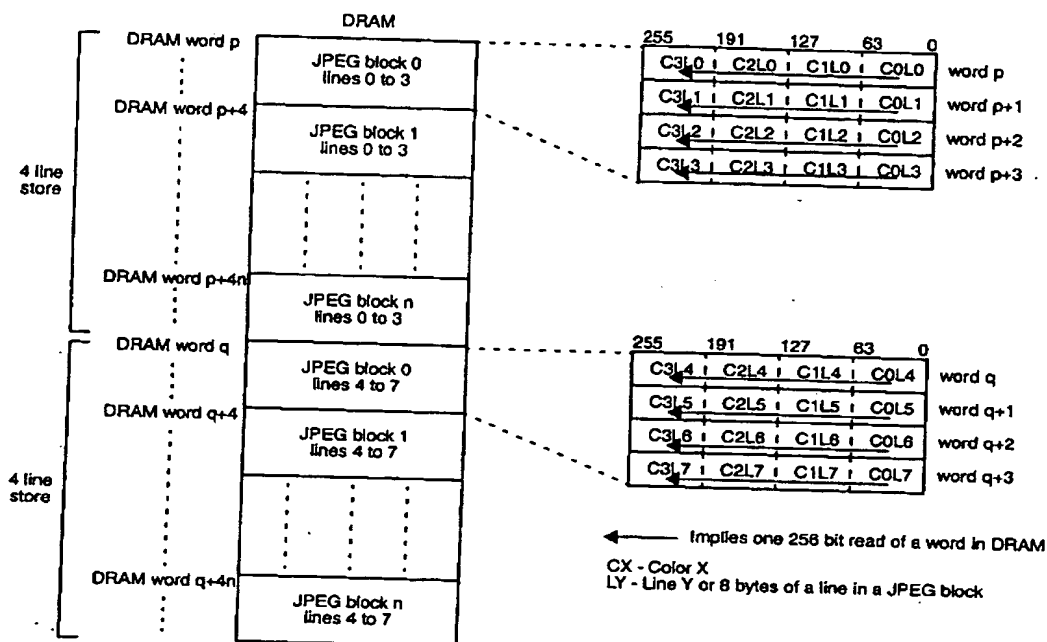 DRAM
DRAM word p
JPEG block 0
lines 0 to 3
DRAM word p+4
JPEG block 1
lines 0 to 3
4 line
store
DRAM word p+4n
JPEG block n
lines 0 to 3
DRAM word q
JPEG block 0
lines 4 to 7
DRAM word q+4
JPEG block 1
lines 4 to 7
4 line
store
DRAM word q+4n
JPEG block n
lines 4 to 7
255 191 127 63 0
C3L0 C2L0 C1L0 C0L0 word p
C3L1 C2L1 C1L1 C0L1 word p+1
C3L2 C2L2 C1L2 C0L2 word p+2
C3L3 C2L3 C1L3 C0L3 word p+3
255 191 127 63 0
C3L4 C2L4 C1L4 C0L4 word q
C3L5 C2L5 C1L5 C0L5 word q+1
C3L6 C2L6 C1L6 C0L6 word q+2
C3L7 C2L7 C1L7 C0L7 word q+3
Implies one 256 bit read of a word in DRAM
CX - Color X
LY - Line Y or 8 bytes of a line in a JPEG block